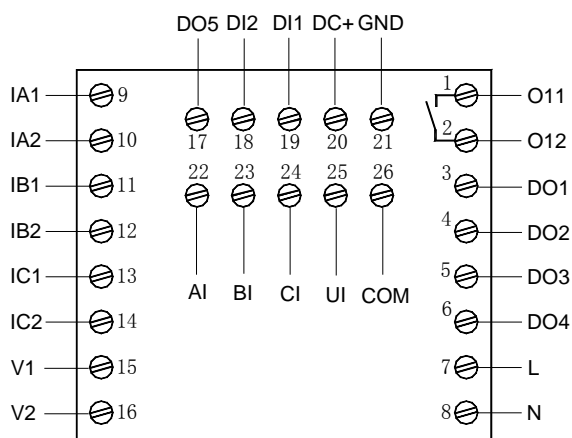 DO5 DI2 DI1 DC+ GND
IA1 9 1 O11
17 18 19 20 21
IA2 10 2 O12
22 23 24 25 26
IB1 11 3 DO1
IB2 12 4 DO2
IC1 13 5 DO3
AI BI CI UI COM
IC2 14 6 DO4
V1 15 7 L
V2 16 8 N